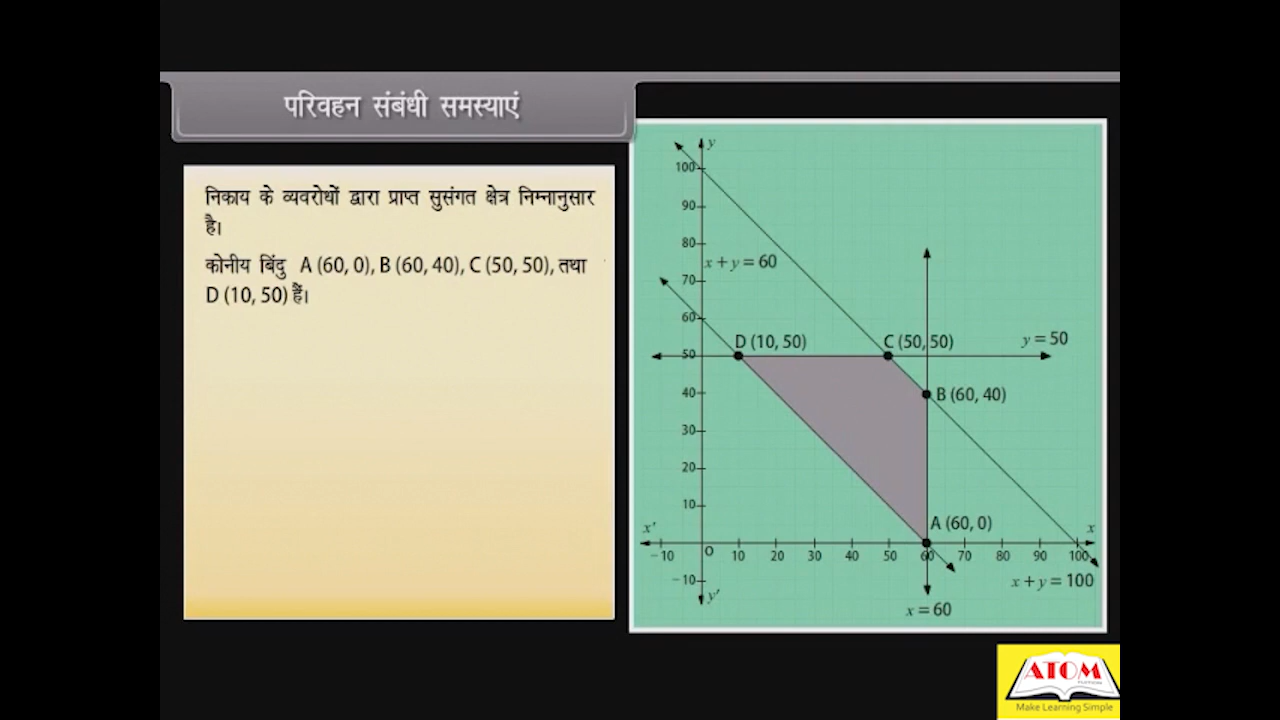 परिवहन संबंधी समस्याएं
निकाय के व्यवरोधों द्वारा प्राप्त सुसंगत क्षेत्र निम्नानुसार
है।
कोनीय बिंदु A (60, 0), B (60, 40), C (50, 50), तथा
D (10, 50) हैं।
y
100
90
80
x + y = 60
70
60
D (10, 50)
C (50, 50)
y = 50
50
40
B (60, 40)
30
20
10
A (60, 0)
x'
x
−10
O
10
20
30
40
50
60
70
80
90
100
−10
x + y = 100
y'
x = 60
ATOM
Make Learning Simple